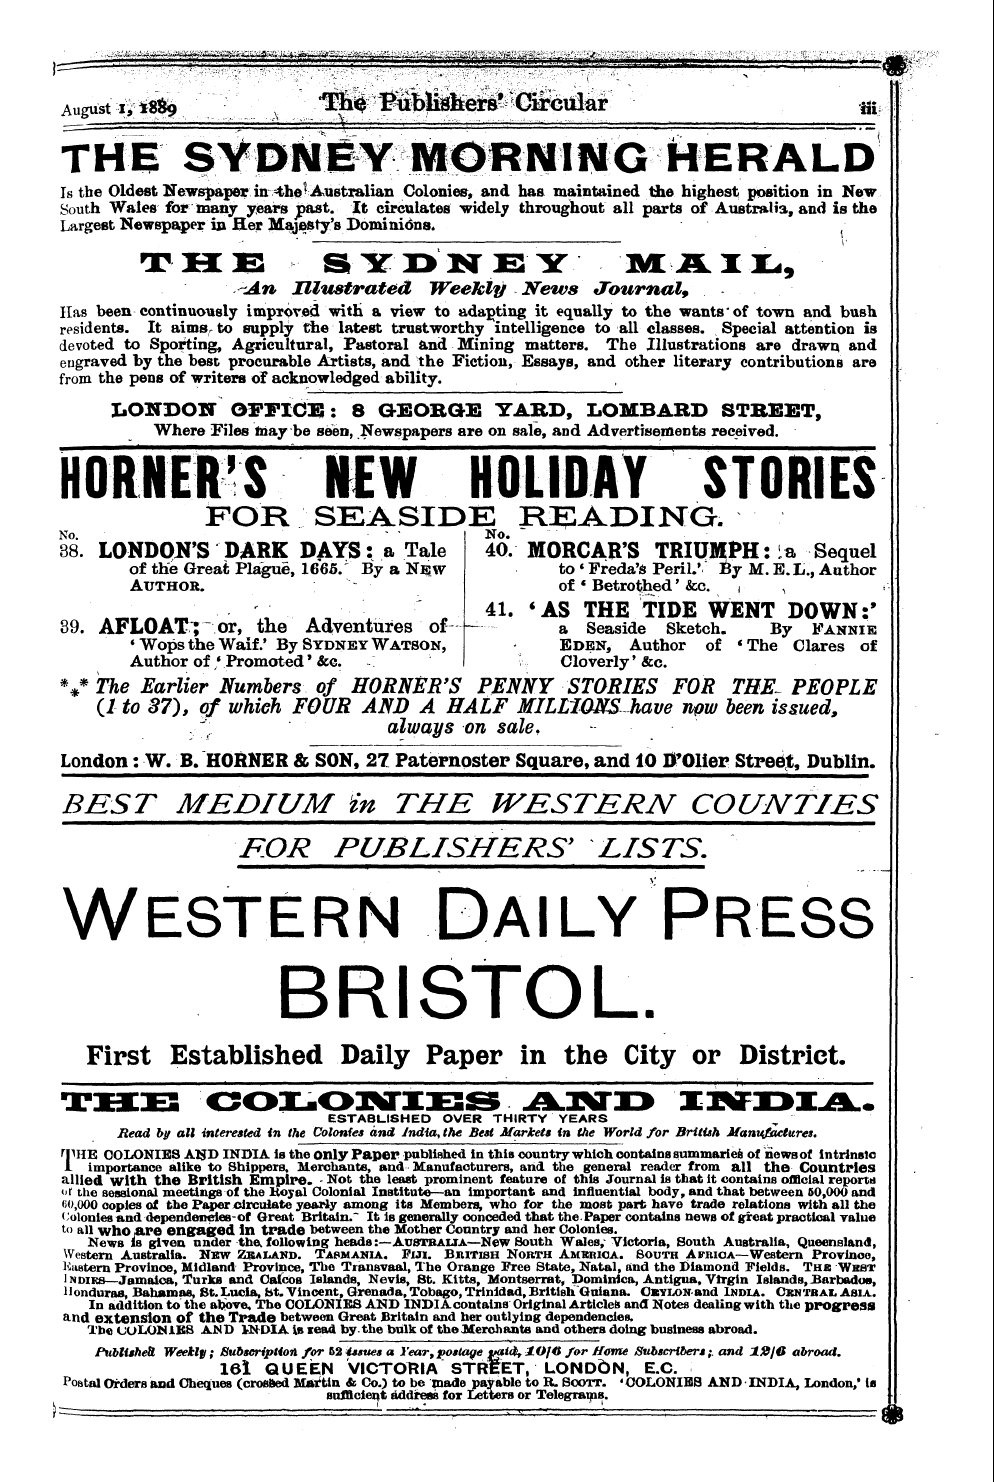 August 1, 1889 The Publishers' Circular iii
THE SYDNEY MORNING HERALD
Is the Oldest Newspaper in the Australian Colonies, and has maintained the highest position in New
South Wales for many years past. It circulates widely throughout all parts of Australia, and is the
Largest Newspaper in Her Majesty's Dominions.
THE SYDNEY MAIL,
An Illustrated Weekly News Journal,
Has been continuously improved with a view to adapting it equally to the wants of town and bush
residents. It aims to supply the latest trustworthy intelligence to all classes. Special attention is
devoted to Sporting, Agricultural, Pastoral and Mining matters. The Illustrations are drawn and
engraved by the best procurable Artists, and the Fiction, Essays, and other literary contributions are
from the pens of writers of acknowledged ability.
LONDON OFFICE: 8 GEORGE YARD, LOMBARD STREET,
Where Files may be seen, Newspapers are on sale, and Advertisements received.
HORNER'S NEW HOLIDAY STORIES
FOR SEASIDE READING.
No.
38. LONDON'S DARK DAYS: a Tale
of the Great Plague, 1665. By a NEW
AUTHOR.
39. AFLOAT; or, the Adventures of
'Wops the Waif.' By SYDNEY WATSON,
Author of 'Promoted' &c.
No.
40. MORCAR'S TRIUMPH: a Sequel
to 'Freda's Peril.' By M. E. L., Author
of 'Betrothed' &c.
41. 'AS THE TIDE WENT DOWN:'
a Seaside Sketch. By FANNIE
EDEN, Author of 'The Clares of
Cloverly' &c.
*** The Earlier Numbers of HORNER'S PENNY STORIES FOR THE PEOPLE
(1 to 37), of which FOUR AND A HALF MILLIONS have now been issued,
always on sale.
London: W. B. HORNER & SON, 27 Paternoster Square, and 10 D'Olier Street, Dublin.
BEST MEDIUM in THE WESTERN COUNTIES
FOR PUBLISHERS' LISTS.
WESTERN DAILY PRESS
BRISTOL.
First Established Daily Paper in the City or District.
THE COLONIES AND INDIA.
ESTABLISHED OVER THIRTY YEARS
Read by all interested in the Colonies and India, the Best Markets in the World for British Manufactures.
THE COLONIES AND INDIA is the only Paper published in this country which contains summaries of news of intrinsic
importance alike to Shippers, Merchants, and Manufacturers, and the general reader from all the Countries
allied with the British Empire. Not the least prominent feature of this Journal is that it contains official reports
of the sessional meetings of the Royal Colonial Institute—an important and influential body, and that between 50,000 and
60,000 copies of the Paper circulate yearly among its Members, who for the most part have trade relations with all the
Colonies and dependencies of Great Britain. It is generally conceded that the Paper contains news of great practical value
to all who are engaged in trade between the Mother Country and her Colonies.
News is given under the following heads:—AUSTRALIA—New South Wales, Victoria, South Australia, Queensland,
Western Australia. NEW ZEALAND. TASMANIA. FIJI. BRITISH NORTH AMERICA. SOUTH AFRICA—Western Province,
Eastern Province, Midland Province, The Transvaal, The Orange Free State, Natal, and the Diamond Fields. THE WEST
INDIES—Jamaica, Turks and Caicos Islands, Nevis, St. Kitts, Montserrat, Dominica, Antigua, Virgin Islands, Barbados,
Honduras, Bahamas, St. Lucia, St. Vincent, Grenada, Tobago, Trinidad, British Guiana. CEYLON and INDIA. CENTRAL ASIA.
In addition to the above, The COLONIES AND INDIA contains Original Articles and Notes dealing with the progress
and extension of the Trade between Great Britain and her outlying dependencies.
The COLONIES AND INDIA is read by the bulk of the Merchants and others doing business abroad.
Published Weekly; Subscription for 52 issues a Year, postage paid, 10/6 for Home Subscribers; and 12/6 abroad.
161 QUEEN VICTORIA STREET, LONDON, E.C.
Postal Orders and Cheques (crossed Martin & Co.) to be made payable to R. SCOTT. 'COLONIES AND INDIA, London,' is
sufficient address for Letters or Telegrams.